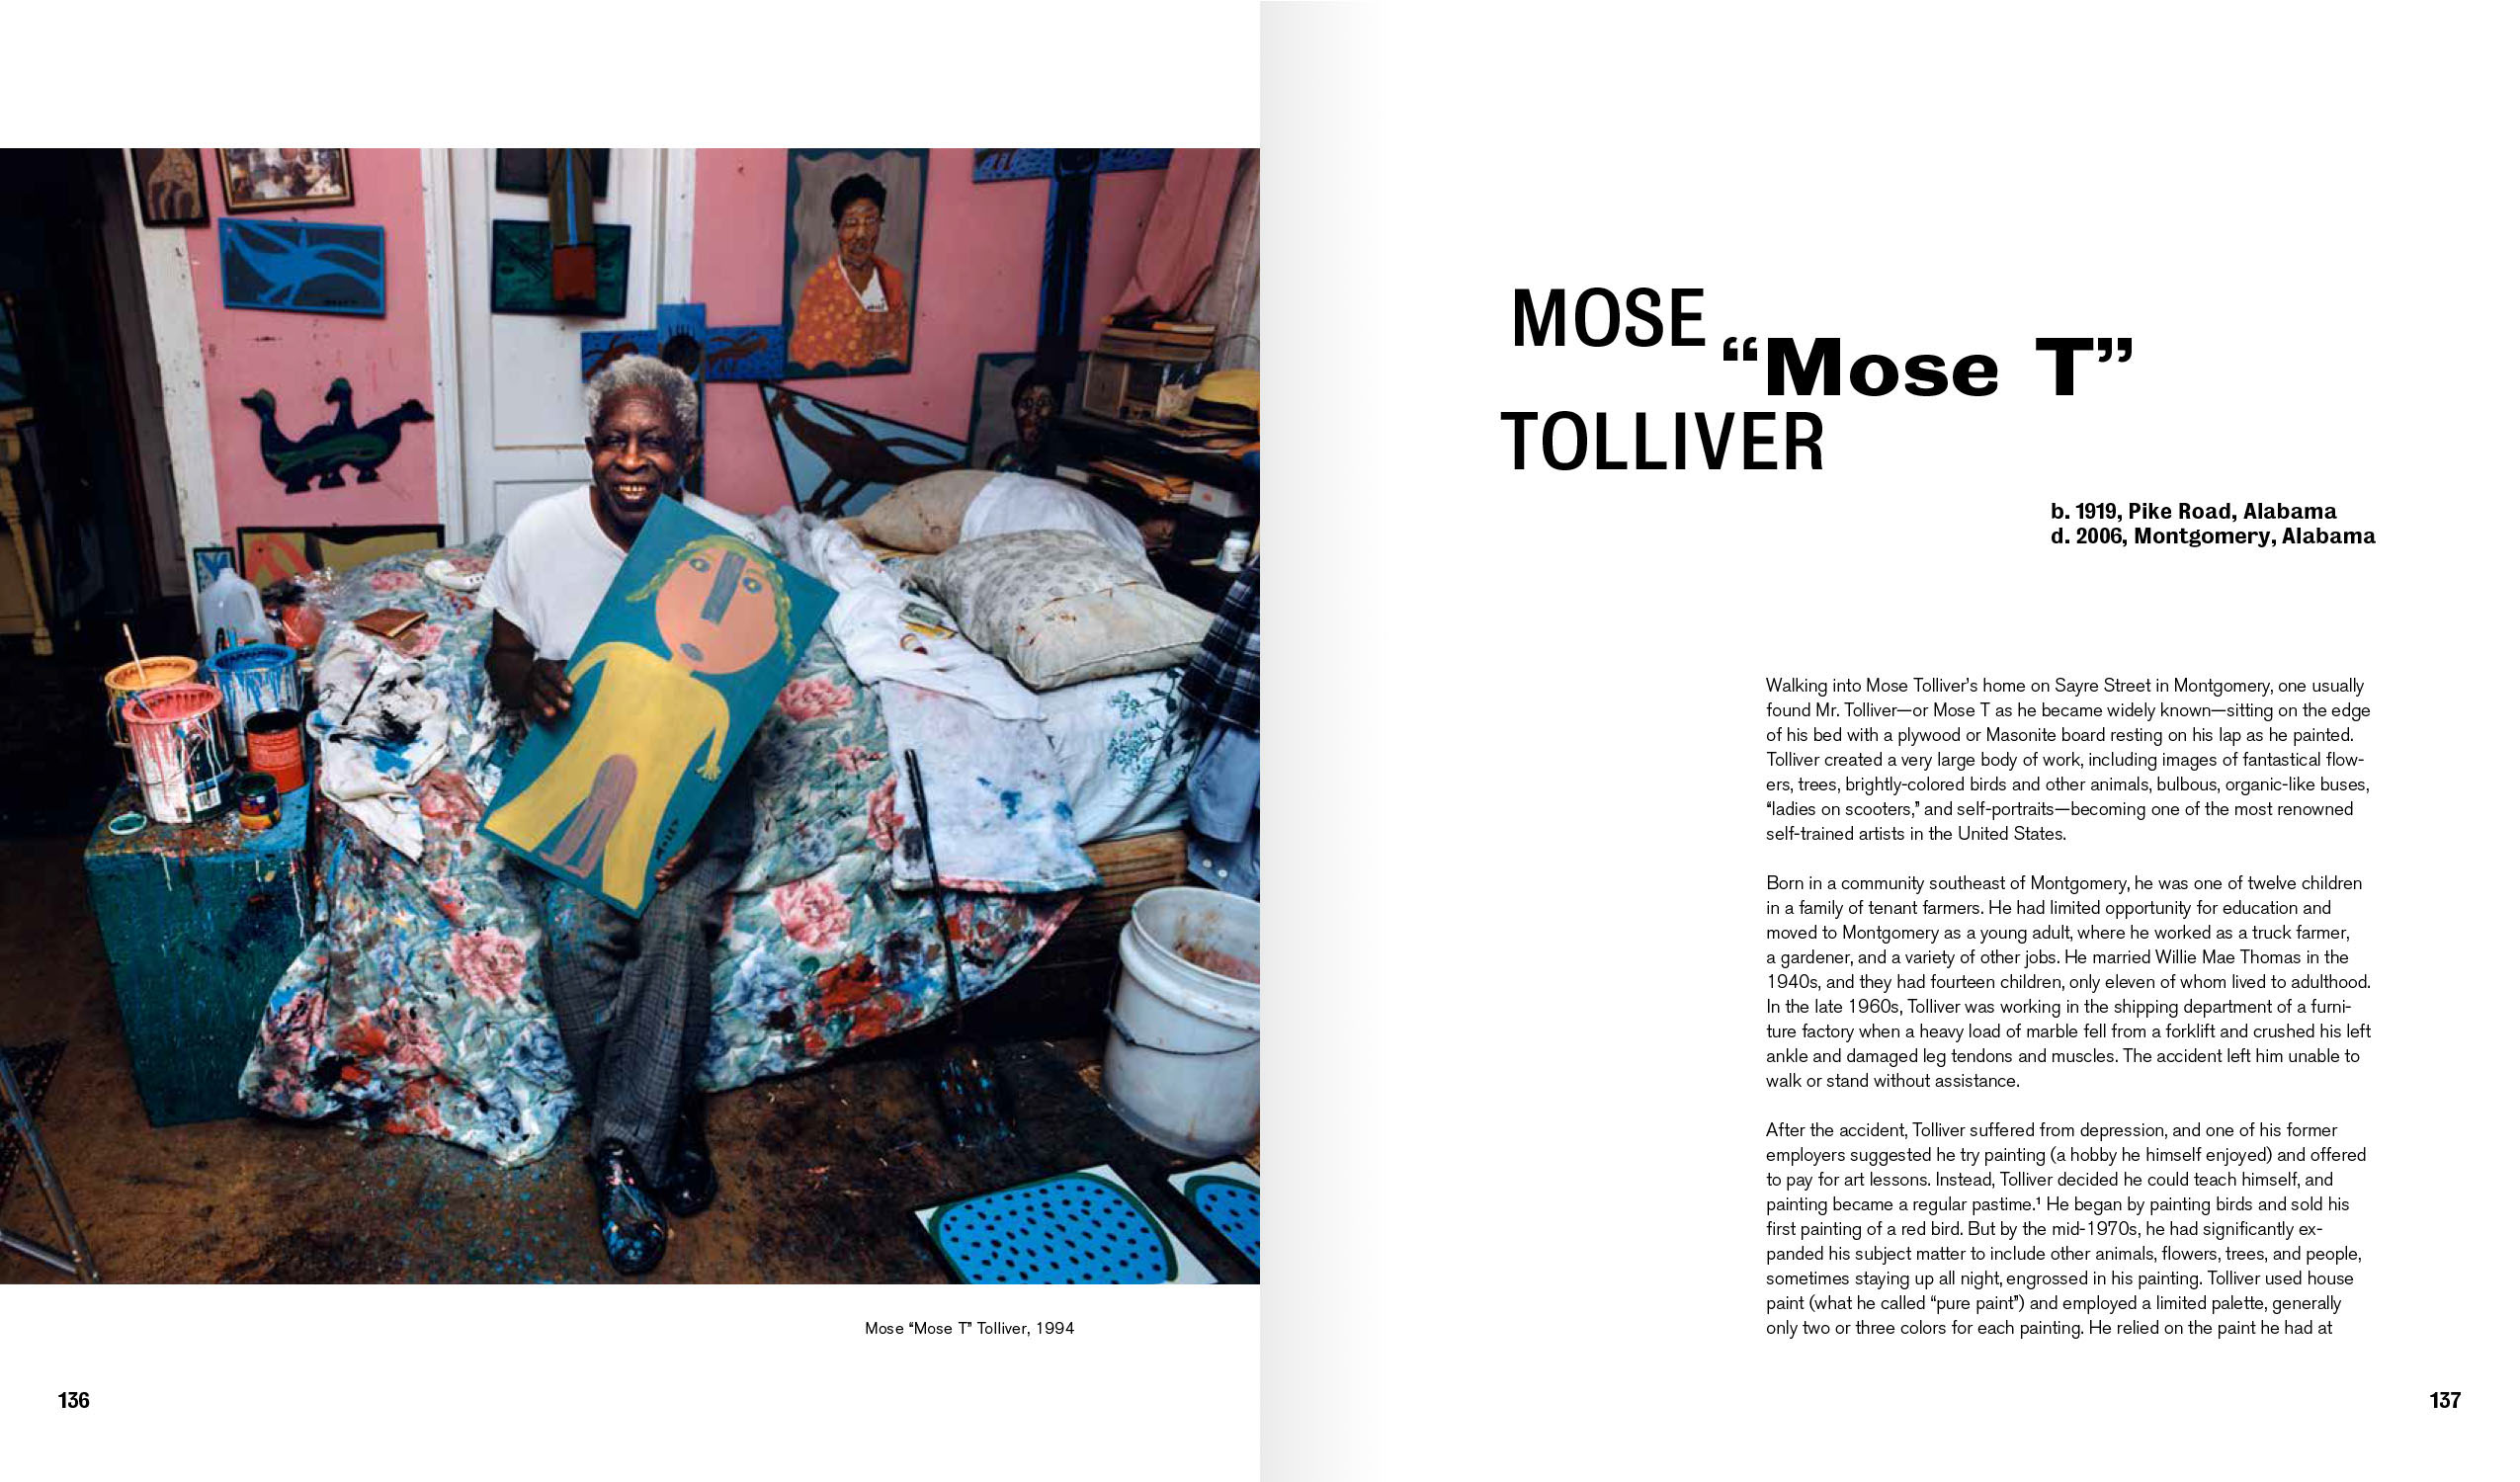 MOSE
“Mose T”
TOLLIVER
b. 1919, Pike Road, Alabama
d. 2006, Montgomery, Alabama
Walking into Mose Tolliver’s home on Sayre Street in Montgomery, one usually
found Mr. Tolliver—or Mose T as he became widely known—sitting on the edge
of his bed with a plywood or Masonite board resting on his lap as he painted.
Tolliver created a very large body of work, including images of fantastical flow-
ers, trees, brightly-colored birds and other animals, bulbous, organic-like buses,
“ladies on scooters,” and self-portraits—becoming one of the most renowned
self-trained artists in the United States.
Born in a community southeast of Montgomery, he was one of twelve children
in a family of tenant farmers. He had limited opportunity for education and
moved to Montgomery as a young adult, where he worked as a truck farmer,
a gardener, and a variety of other jobs. He married Willie Mae Thomas in the
1940s, and they had fourteen children, only eleven of whom lived to adulthood.
In the late 1960s, Tolliver was working in the shipping department of a furni-
ture factory when a heavy load of marble fell from a forklift and crushed his left
ankle and damaged leg tendons and muscles. The accident left him unable to
walk or stand without assistance.
After the accident, Tolliver suffered from depression, and one of his former
employers suggested he try painting (a hobby he himself enjoyed) and offered
to pay for art lessons. Instead, Tolliver decided he could teach himself, and
painting became a regular pastime.¹ He began by painting birds and sold his
first painting of a red bird. But by the mid-1970s, he had significantly ex-
panded his subject matter to include other animals, flowers, trees, and people,
sometimes staying up all night, engrossed in his painting. Tolliver used house
paint (what he called “pure paint”) and employed a limited palette, generally
only two or three colors for each painting. He relied on the paint he had at
Mose “Mose T” Tolliver, 1994
136
137